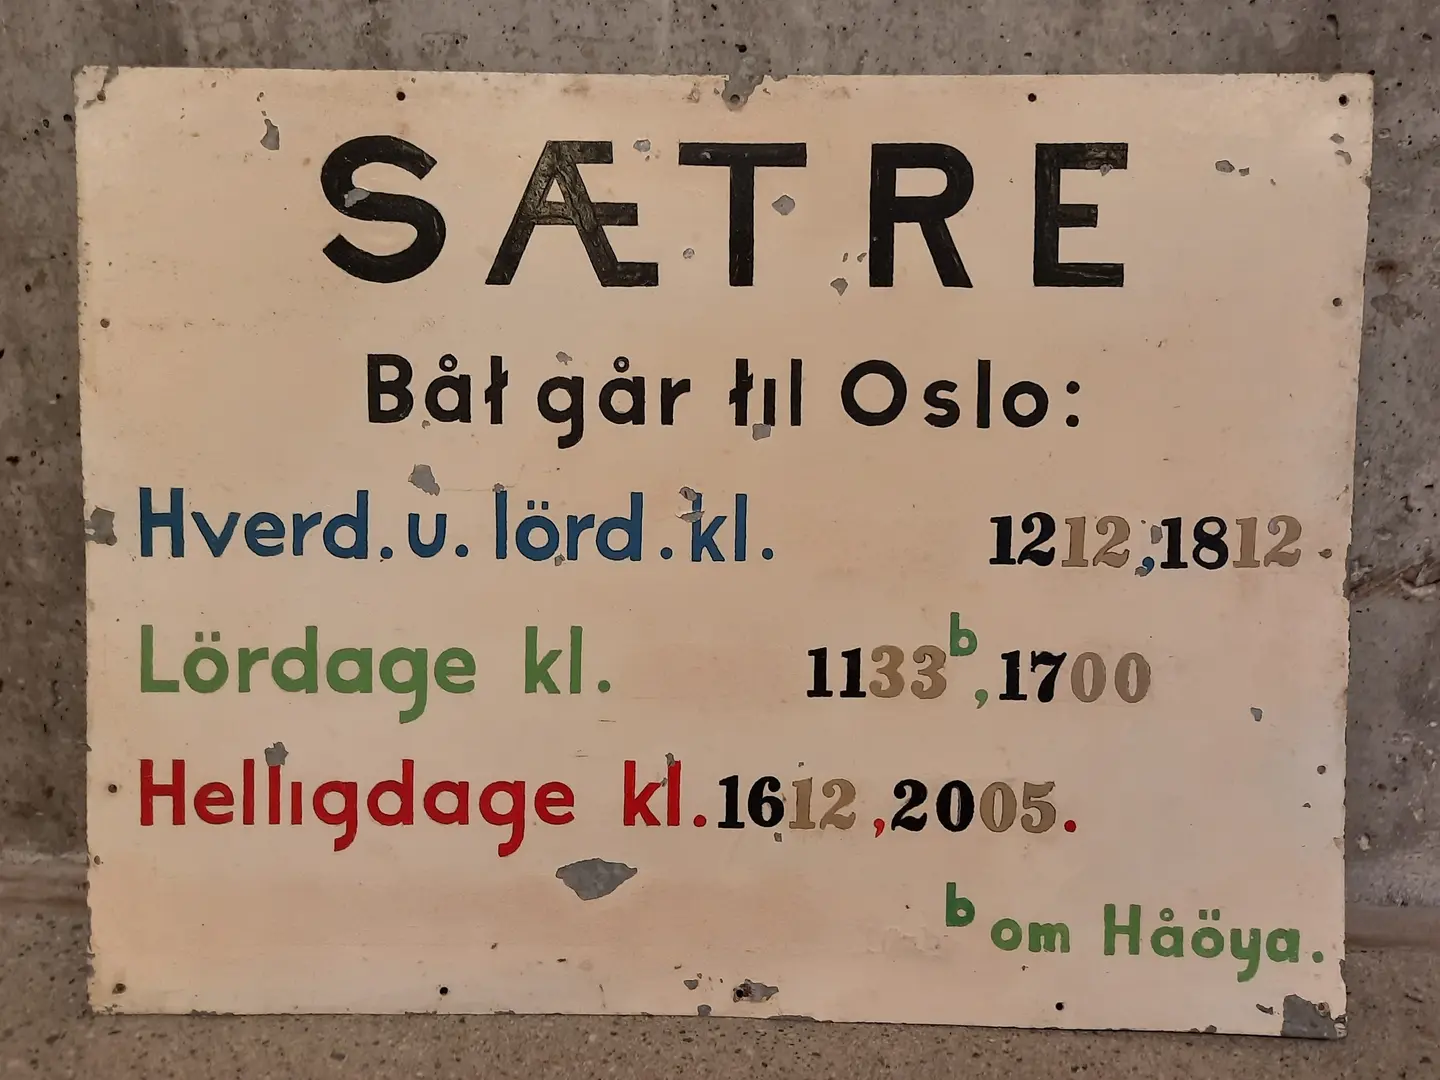 SÆTRE
Båt går til Oslo:
Hverd. u. lörd. kl. 1212, 1812.
Lördage kl. 1133b, 1700
Helligdage kl. 1612, 2005.
b om Håöya.